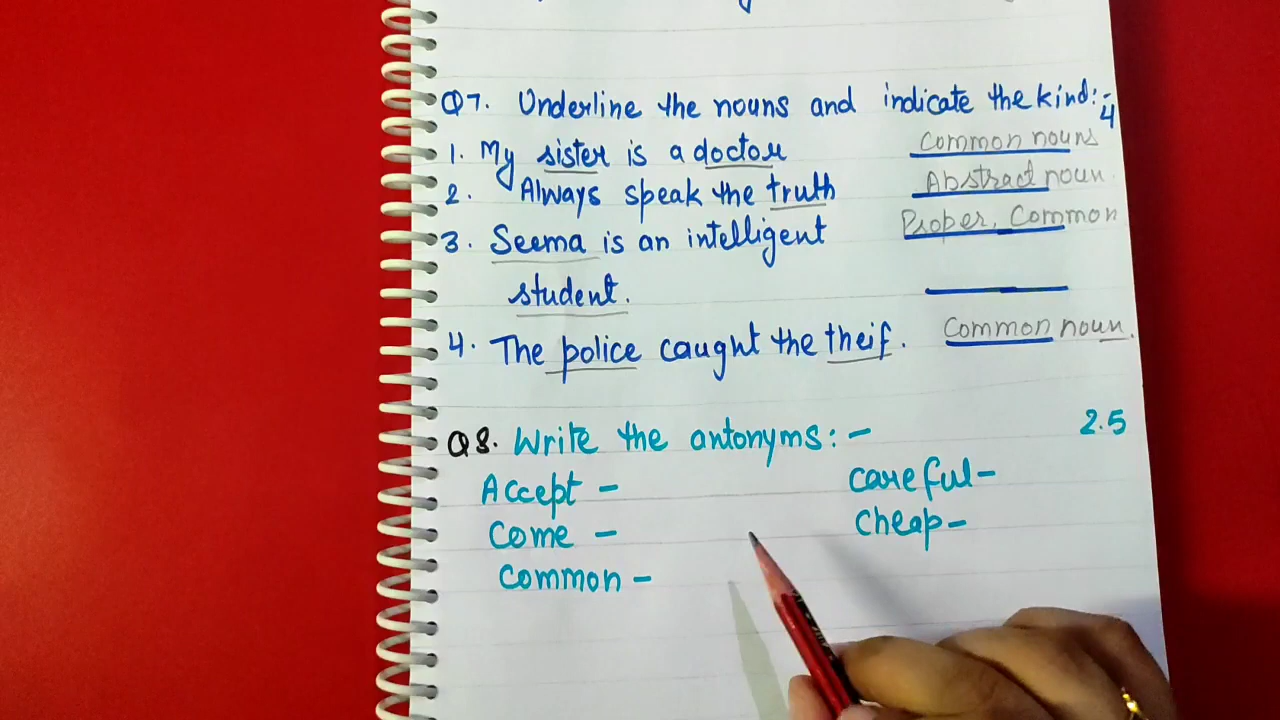 Q7. Underline the nouns and indicate the kind:- 4
1. My sister is a doctor Common nouns
2. Always speak the truth Abstract noun.
3. Seema is an intelligent Proper, Common
student.
4. The police caught the theif. Common noun.
Q8. Write the antonyms:- 2.5
Accept - Careful-
Come - Cheap-
Common -